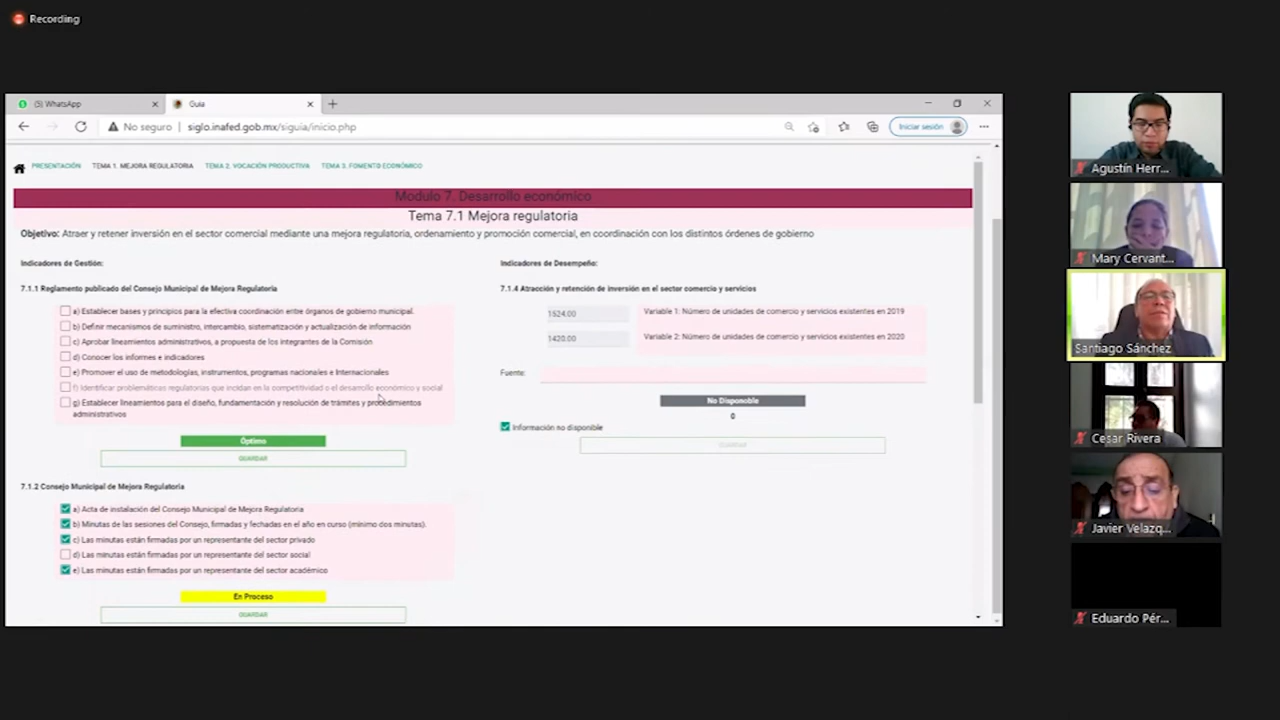 Recording
(5) WhatsApp
Guia
No seguro
siglo.inafed.gob.mx/siguia/inicio.php
Iniciar sesión
PRESENTACIÓN
TEMA 1. MEJORA REGULATORIA
TEMA 2. VOCACIÓN PRODUCTIVA
TEMA 3. FOMENTO ECONÓMICO
Modulo 7. Desarrollo económico
Tema 7.1 Mejora regulatoria
Objetivo: Atraer y retener inversión en el sector comercial mediante una mejora regulatoria, ordenamiento y promoción comercial, en coordinación con los distintos órdenes de gobierno
Indicadores de Gestión:
7.1.1 Reglamento publicado del Consejo Municipal de Mejora Regulatoria
a) Establecer bases y principios para la efectiva coordinación entre órganos de gobierno municipal.
b) Definir mecanismos de suministro, intercambio, sistematización y actualización de información
c) Aprobar lineamientos administrativos, a propuesta de los integrantes de la Comisión
d) Conocer los informes e indicadores
e) Promover el uso de metodologías, instrumentos, programas nacionales e Internacionales
f) Identificar problemáticas regulatorias que incidan en la competitividad o el desarrollo económico y social
g) Establecer lineamientos para el diseño, fundamentación y resolución de trámites y procedimientos
administrativos
Óptimo
GUARDAR
7.1.2 Consejo Municipal de Mejora Regulatoria
a) Acta de instalación del Consejo Municipal de Mejora Regulatoria
b) Minutas de las sesiones del Consejo, firmadas y fechadas en el año en curso (mínimo dos minutas).
c) Las minutas están firmadas por un representante del sector privado
d) Las minutas están firmadas por un representante del sector social
e) Las minutas están firmadas por un representante del sector académico
En Proceso
GUARDAR
Indicadores de Desempeño:
7.1.4 Atracción y retención de inversión en el sector comercio y servicios
1524.00
Variable 1: Número de unidades de comercio y servicios existentes en 2019
1420.00
Variable 2: Número de unidades de comercio y servicios existentes en 2020
Fuente:
No Disponoble
0
Información no disponible
GUARDAR
Agustín Herr...
Mary Cervant...
Santiago Sánchez
Cesar Rivera
Javier Velazq...
Eduardo Pér...